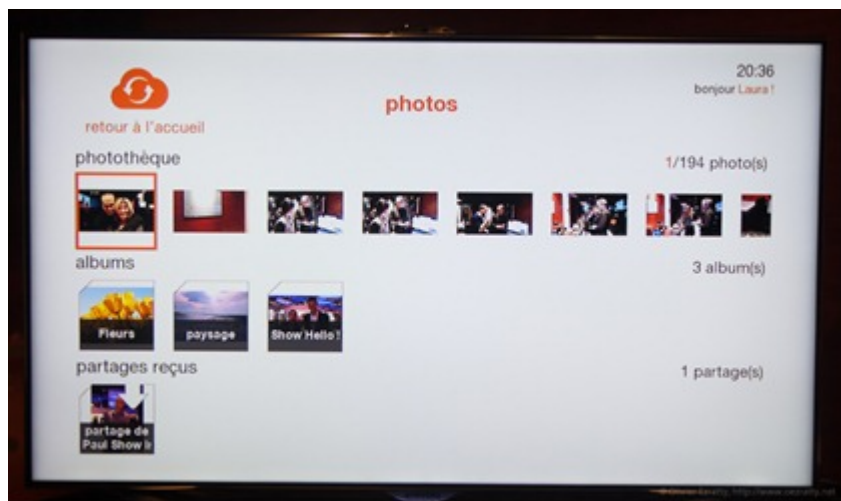 20:36
bonjour Laura !
photos
retour à l'accueil
photothèque
1/194 photo(s)
albums
3 album(s)
Fleurs
paysage
Show Hello !
partages reçus
1 partage(s)
partage de
Paul Show